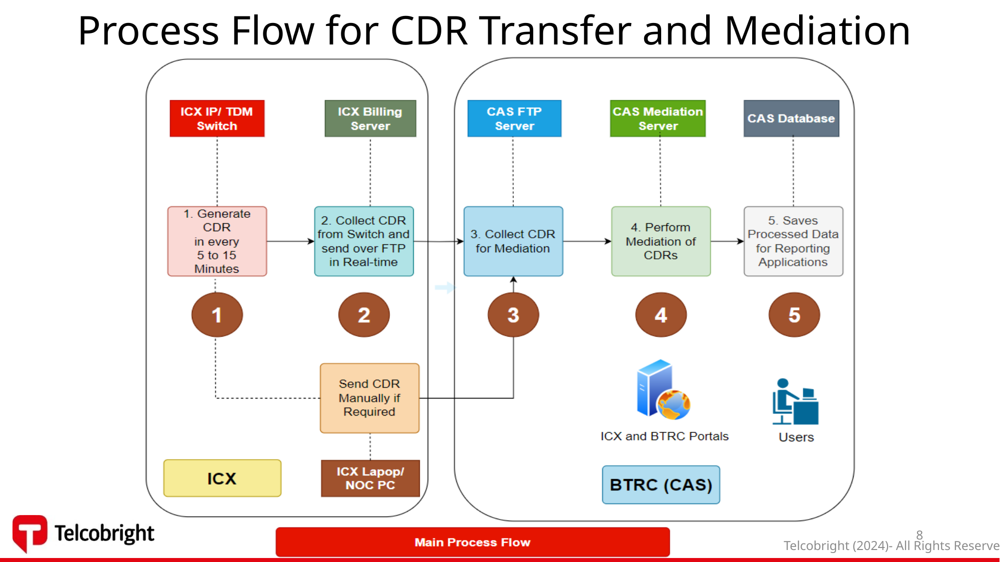 Process Flow for CDR Transfer and Mediation
ICX IP/ TDM
Switch
ICX Billing
Server
CAS FTP
Server
CAS Mediation
Server
CAS Database
1. Generate
CDR
in every
5 to 15
Minutes
2. Collect CDR
from Switch and
send over FTP
in Real-time
3. Collect CDR
for Mediation
4. Perform
Mediation of
CDRs
5. Saves
Processed Data
for Reporting
Applications
1
2
3
4
5
Send CDR
Manually if
Required
ICX and BTRC Portals
Users
ICX
ICX Lapop/
NOC PC
BTRC (CAS)
Telcobright
Main Process Flow
8
Telcobright (2024)- All Rights Reserve